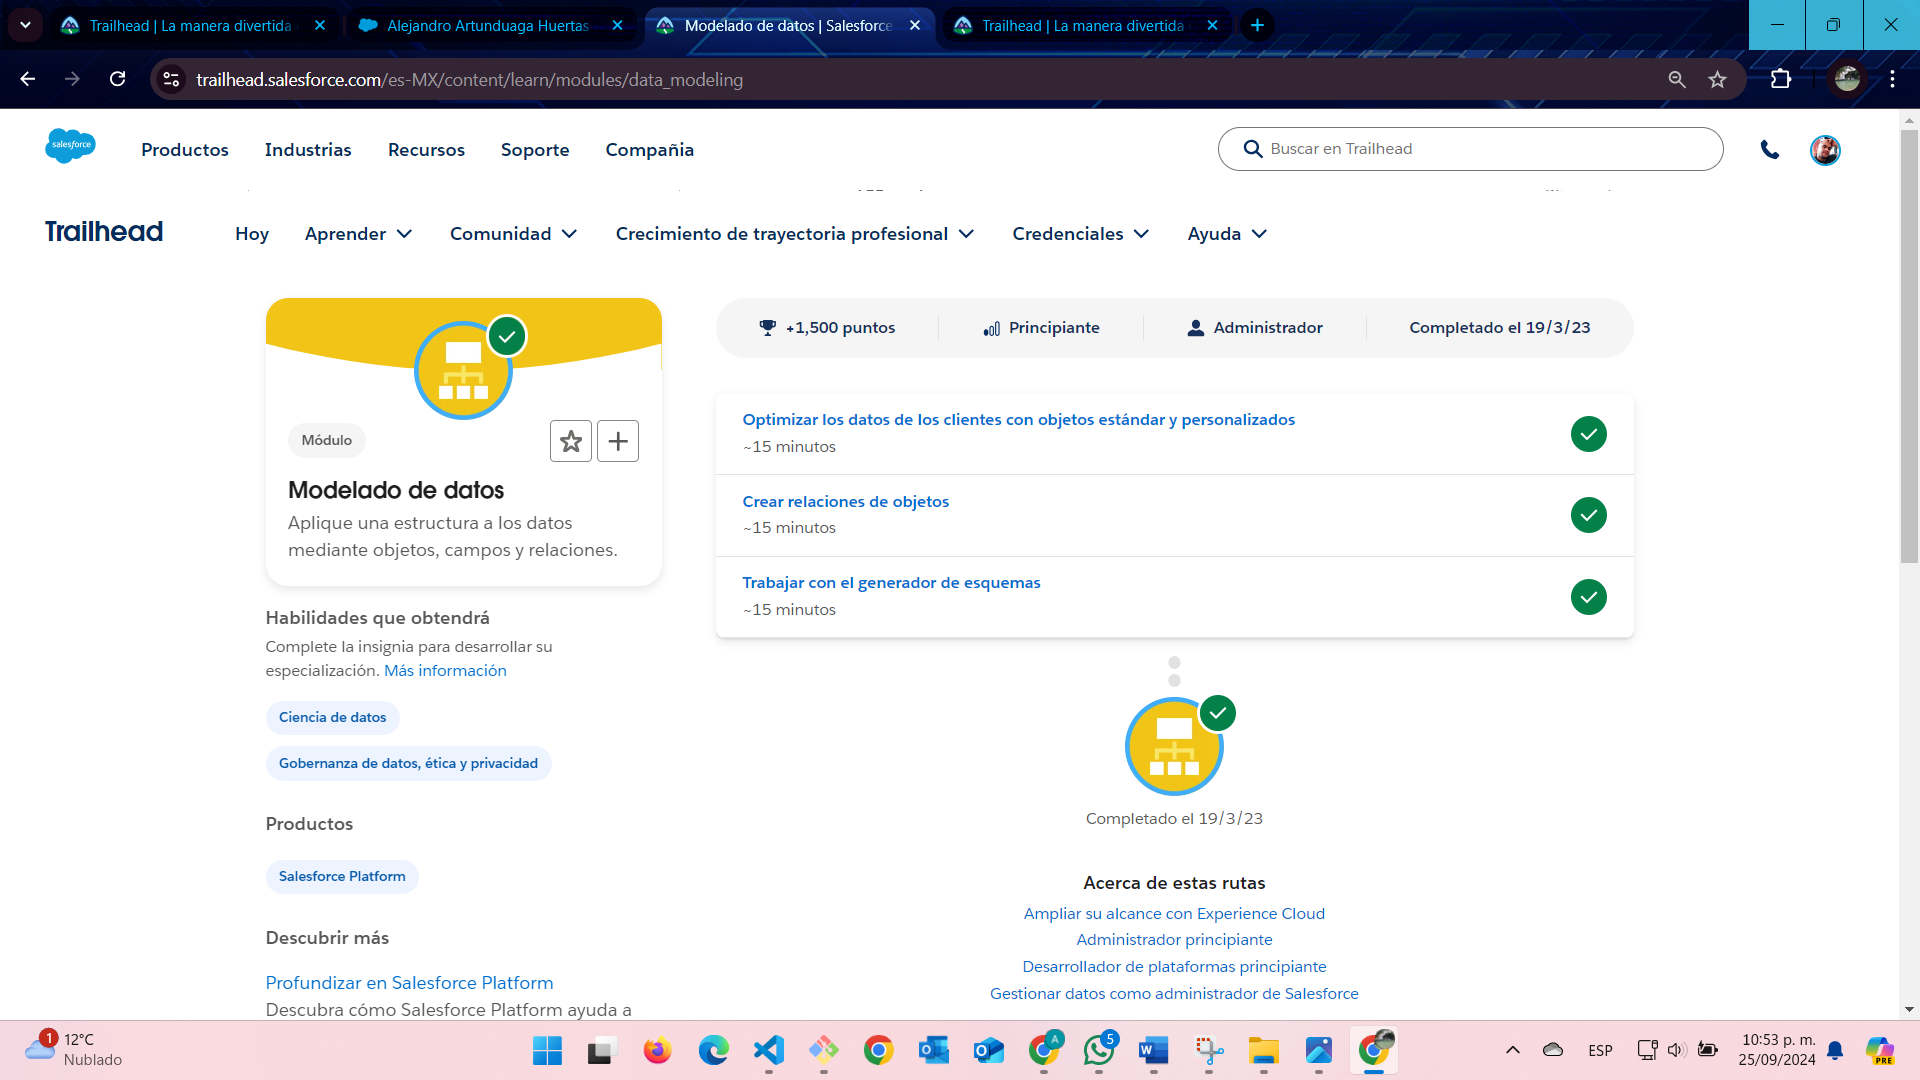 Trailhead | La manera divertida
Alejandro Artunduaga Huertas
Modelado de datos | Salesforce
Trailhead | La manera divertida
trailhead.salesforce.com/es-MX/content/learn/modules/data_modeling
salesforce
Productos
Industrias
Recursos
Soporte
Compañia
Buscar en Trailhead
Trailhead
Hoy
Aprender
Comunidad
Crecimiento de trayectoria profesional
Credenciales
Ayuda
Módulo
Modelado de datos
Aplique una estructura a los datos
mediante objetos, campos y relaciones.
Habilidades que obtendrá
Complete la insignia para desarrollar su
especialización. Más información
Ciencia de datos
Gobernanza de datos, ética y privacidad
Productos
Salesforce Platform
Descubrir más
Profundizar en Salesforce Platform
Descubra cómo Salesforce Platform ayuda a
+1,500 puntos
Principiante
Administrador
Completado el 19/3/23
Optimizar los datos de los clientes con objetos estándar y personalizados
~15 minutos
Crear relaciones de objetos
~15 minutos
Trabajar con el generador de esquemas
~15 minutos
Completado el 19/3/23
Acerca de estas rutas
Ampliar su alcance con Experience Cloud
Administrador principiante
Desarrollador de plataformas principiante
Gestionar datos como administrador de Salesforce
1
12°C
Nublado
A
5
ESP
10:53 p. m.
25/09/2024
PRE